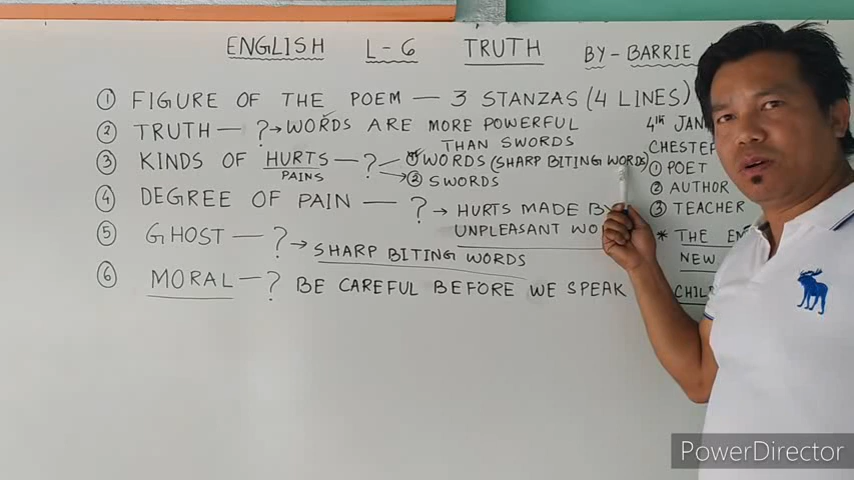 ENGLISH L-6 TRUTH BY-BARRIE
① FIGURE OF THE POEM — 3 STANZAS (4 LINES)
② TRUTH — ? → WORDS ARE MORE POWERFUL
THAN SWORDS
③ KINDS OF HURTS — ? ① WORDS (SHARP BITING WORDS)
PAINS
② SWORDS
④ DEGREE OF PAIN — ? → HURTS MADE BY
UNPLEASANT
⑤ GHOST — ? → SHARP BITING WORDS
⑥ MORAL — ? BE CAREFUL BEFORE WE SPEAK
4th JAN
① POET
② AUTHOR
③ TEACHER
* THE
NEW
PowerDirector